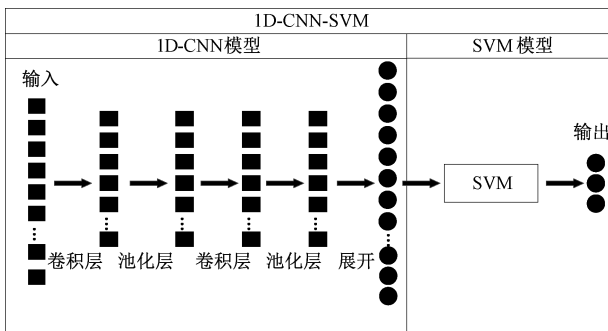 1D-CNN-SVM
1D-CNN模型
SVM模型
输入
卷积层
池化层
卷积层
池化层
展开
SVM
输出